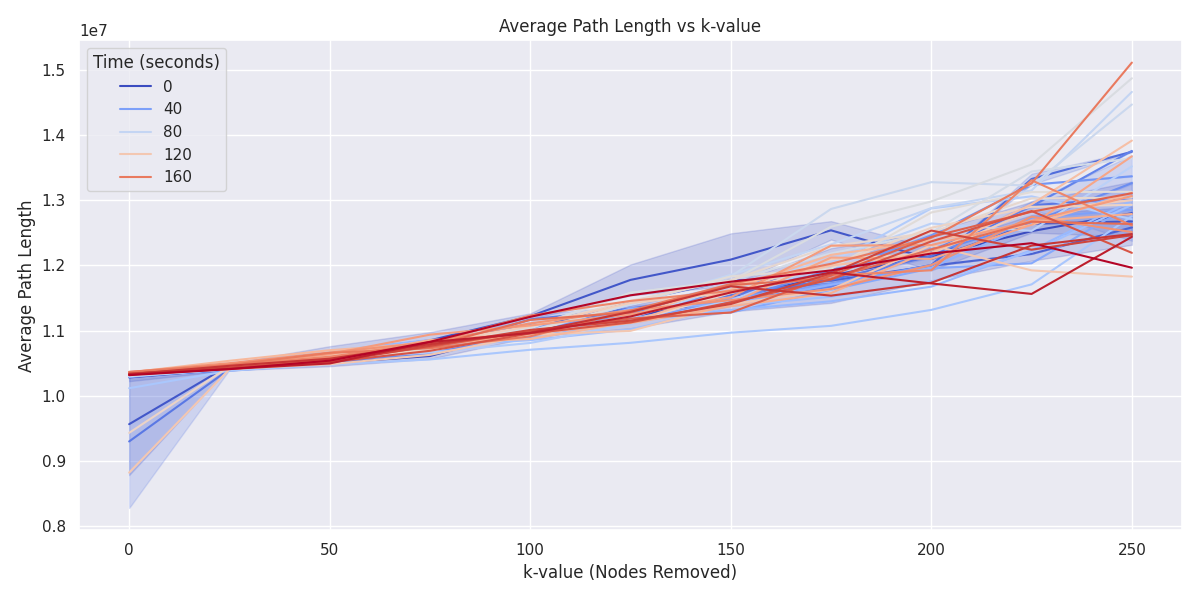 Average Path Length vs k-value
1e7
Time (seconds)
0
40
80
120
160
1.5
1.4
1.3
1.2
1.1
1.0
0.9
0.8
Average Path Length
0 50 100 150 200 250
k-value (Nodes Removed)